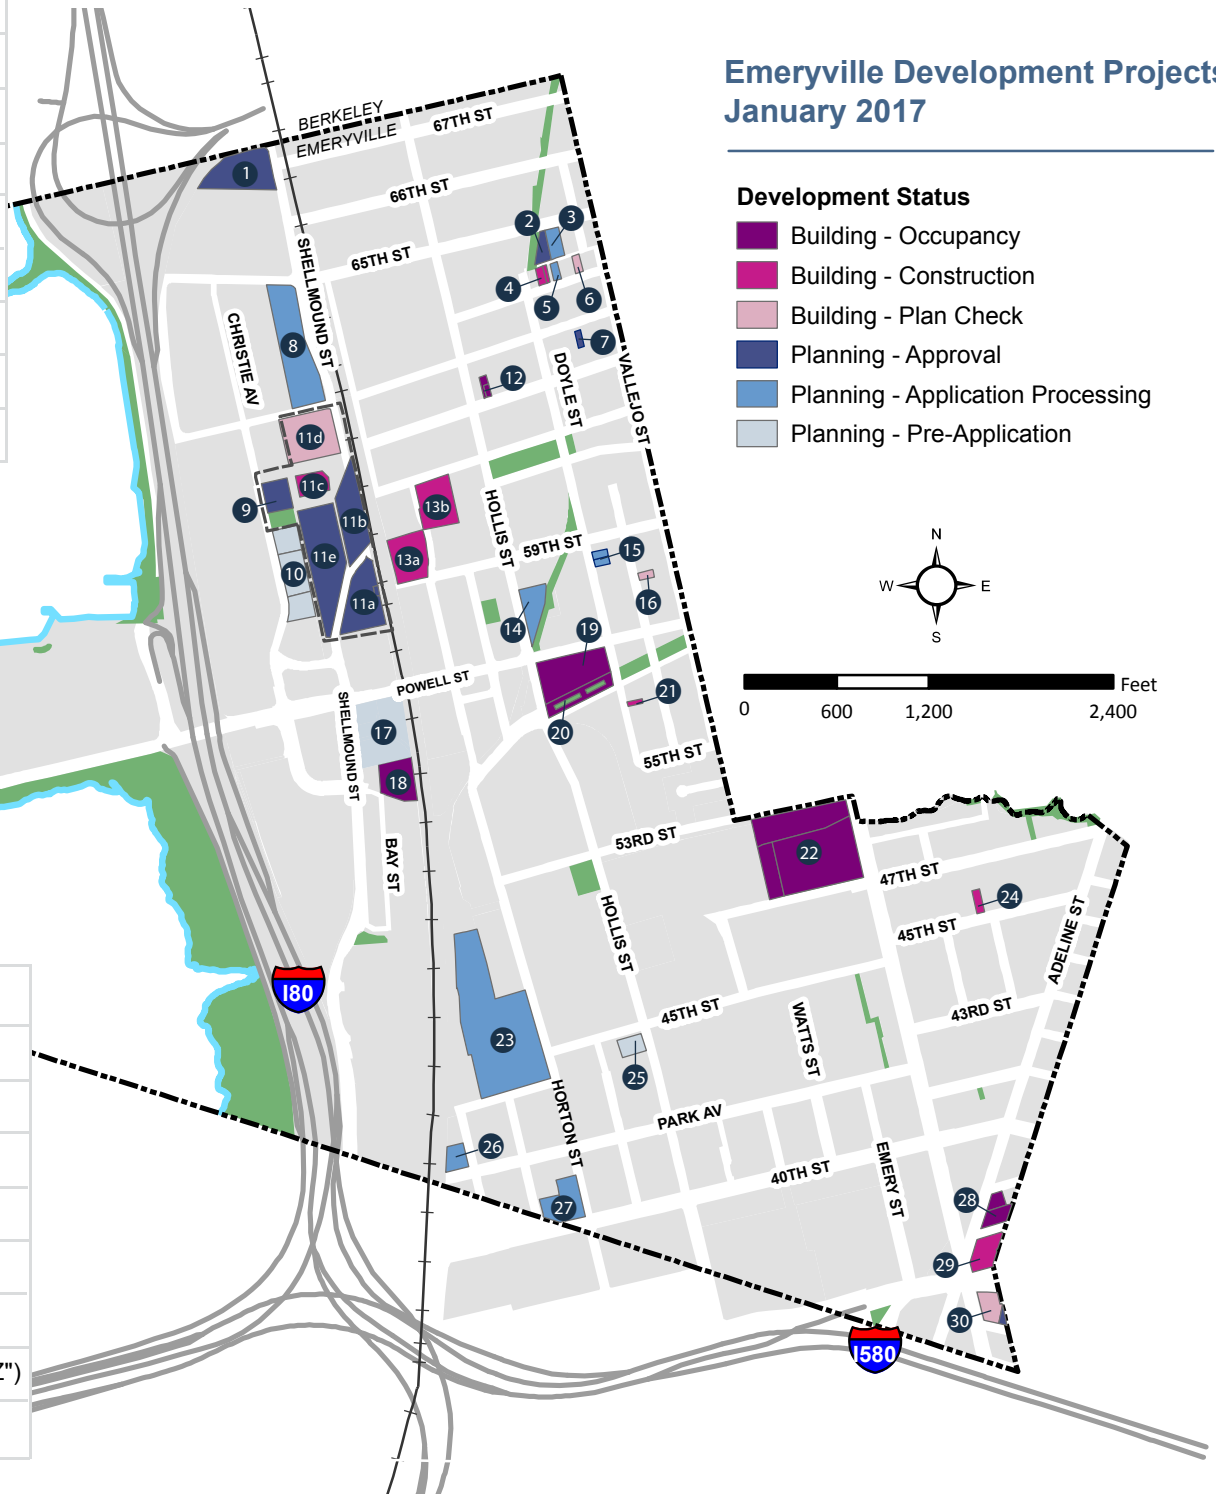 Emeryville Development Projects
January 2017
Development Status
Building - Occupancy
Building - Construction
Building - Plan Check
Planning - Approval
Planning - Application Processing
Planning - Pre-Application
N
W
E
S
Feet
0
600
1,200
2,400
BERKELEY
EMERYVILLE
67TH ST
1
66TH ST
2
3
SHELLMOUND ST
65TH ST
4
5
6
CHRISTIE AV
8
7
DOYLE ST
VALLEJO ST
12
11d
11c
9
13b
11b
HOLLIS ST
59TH ST
15
11e
13a
10
16
11a
14
19
POWELL ST
21
SHELLMOUND ST
17
20
55TH ST
18
53RD ST
22
BAY ST
47TH ST
24
HOLLIS ST
45TH ST
ADELINE ST
I80
45TH ST
43RD ST
WATTS ST
23
25
HORTON ST
PARK AV
26
40TH ST
EMERY ST
27
28
29
30
I580
")